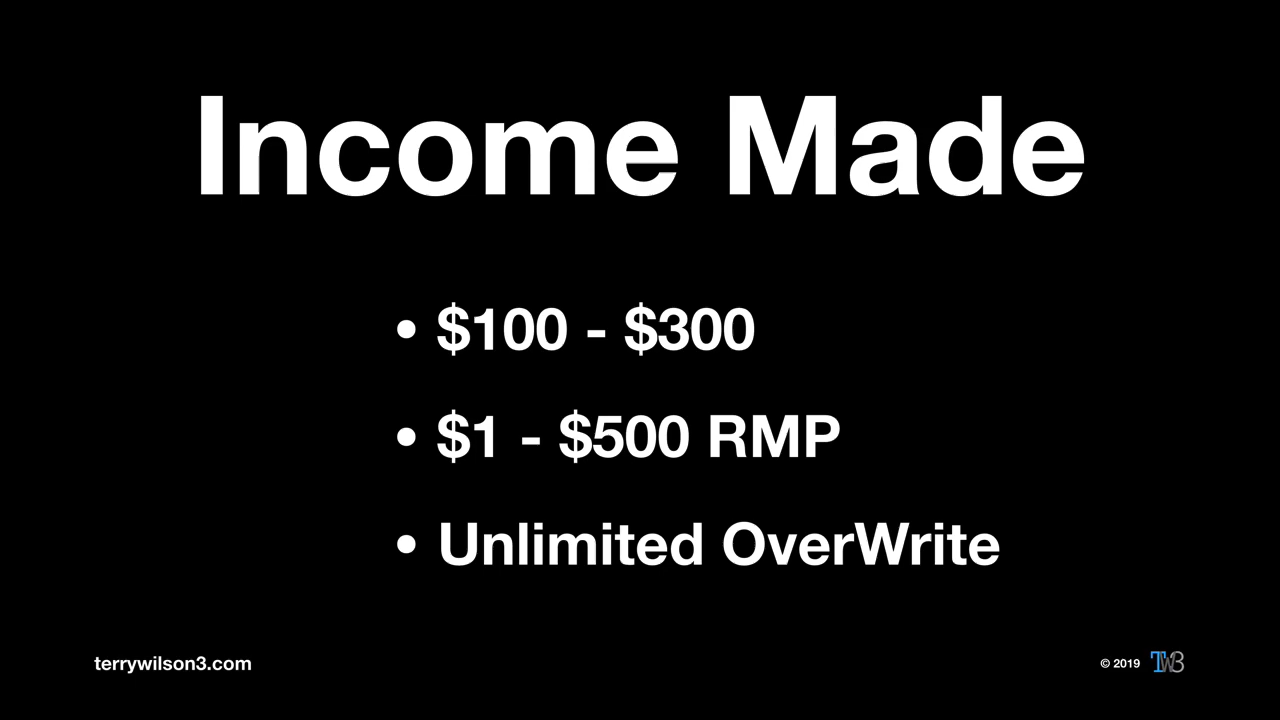 Income Made
• $100 - $300
• $1 - $500 RMP
• Unlimited OverWrite
terrywilson3.com
© 2019 TW3